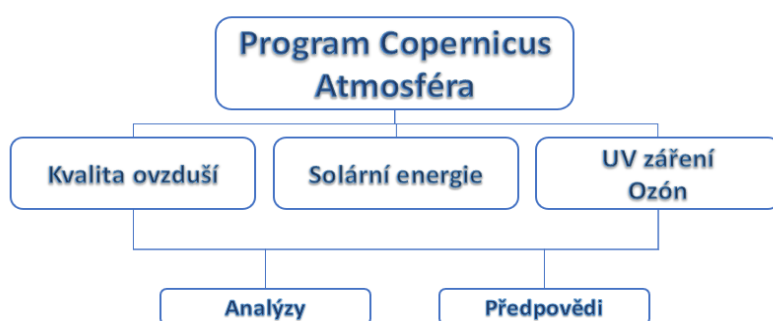 Program Copernicus
Atmosféra
Kvalita ovzduší
Solární energie
UV záření
Ozón
Analýzy
Předpovědi